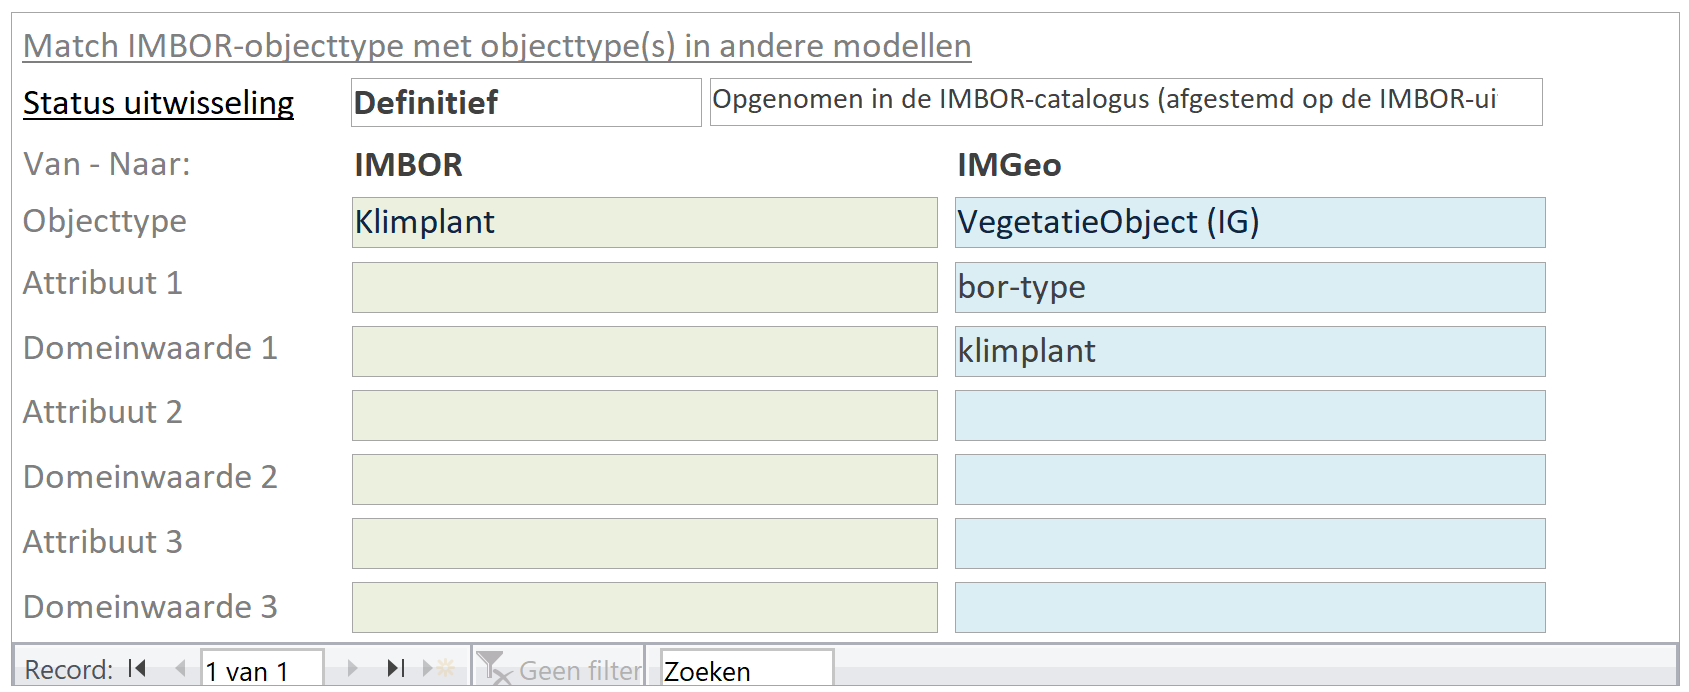 Match IMBOR-objecttype met objecttype(s) in andere modellen
Status uitwisseling Definitief Opgenomen in de IMBOR-catalogus (afgestemd op de IMBOR-ui
Van - Naar: IMBOR IMGeo
Objecttype Klimplant VegetatieObject (IG)
Attribuut 1 bor-type
Domeinwaarde 1 klimplant
Attribuut 2
Domeinwaarde 2
Attribuut 3
Domeinwaarde 3
Record: 1 van 1 Geen filter Zoeken